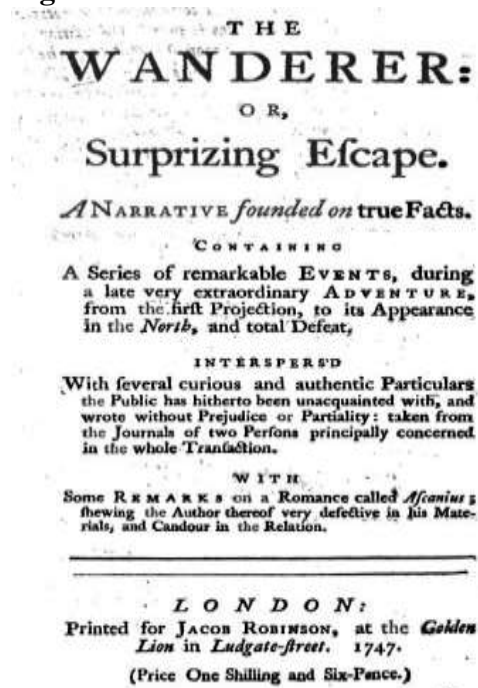 THE
WANDERER:
OR,
Surprizing Eſcape.
A NARRATIVE founded on true Facts.
CONTAINING
A Series of remarkable EVENTS, during
a late very extraordinary ADVENTURE,
from the firſt Projection, to its Appearance
in the North, and total Defeat,
INTERSPERS'D
With ſeveral curious and authentic Particulars
the Public has hitherto been unacquainted with, and
wrote without Prejudice or Partiality: taken from
the Journals of two Perſons principally concerned
in the whole Tranſaction.
WITH
Some REMARKS on a Romance called Aſcanius;
ſhewing the Author thereof very defective in his Mate-
rials, and Candour in the Relation.
LONDON:
Printed for JACOB ROBINSON, at the Golden
Lion in Ludgate-ſtreet. 1747.
(Price One Shilling and Six-Pence.)